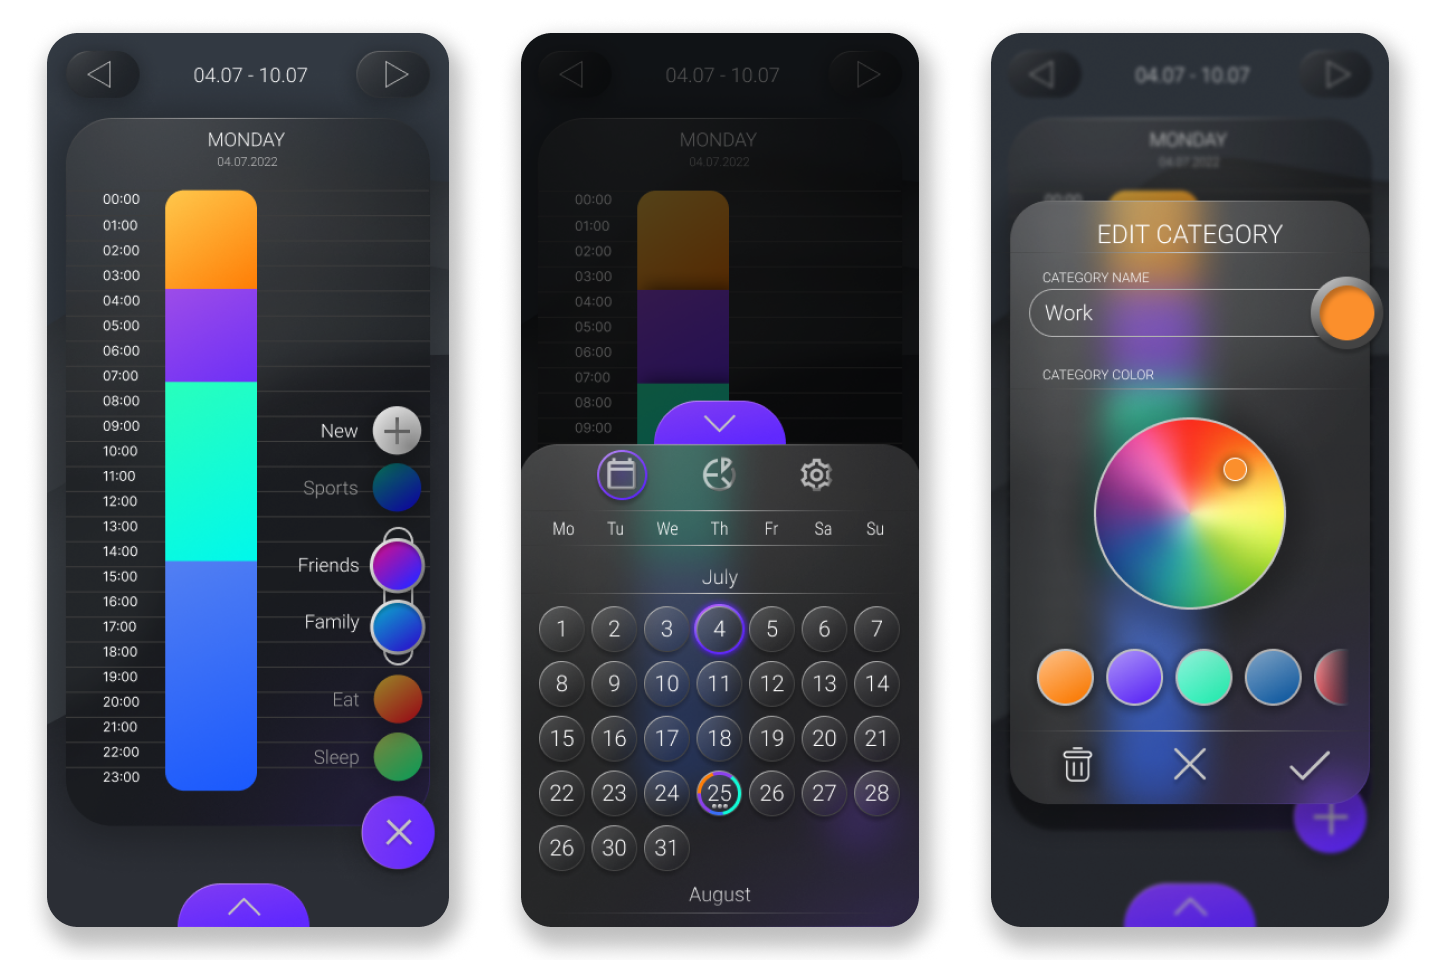 04.07 - 10.07
MONDAY
04.07.2022
00:00
01:00
02:00
03:00
04:00
05:00
06:00
07:00
08:00
09:00
10:00
11:00
12:00
13:00
14:00
15:00
16:00
17:00
18:00
19:00
20:00
21:00
22:00
23:00
New
Sports
Friends
Family
Eat
Sleep
04.07 - 10.07
MONDAY
04.07.2022
00:00
01:00
02:00
03:00
04:00
05:00
06:00
07:00
08:00
09:00
Mo Tu We Th Fr Sa Su
July
1 2 3 4 5 6 7
8 9 10 11 12 13 14
15 16 17 18 19 20 21
22 23 24 25 26 27 28
26 30 31
August
04.07 - 10.07
MONDAY
04.07.2022
00:00
EDIT CATEGORY
CATEGORY NAME
Work
CATEGORY COLOR